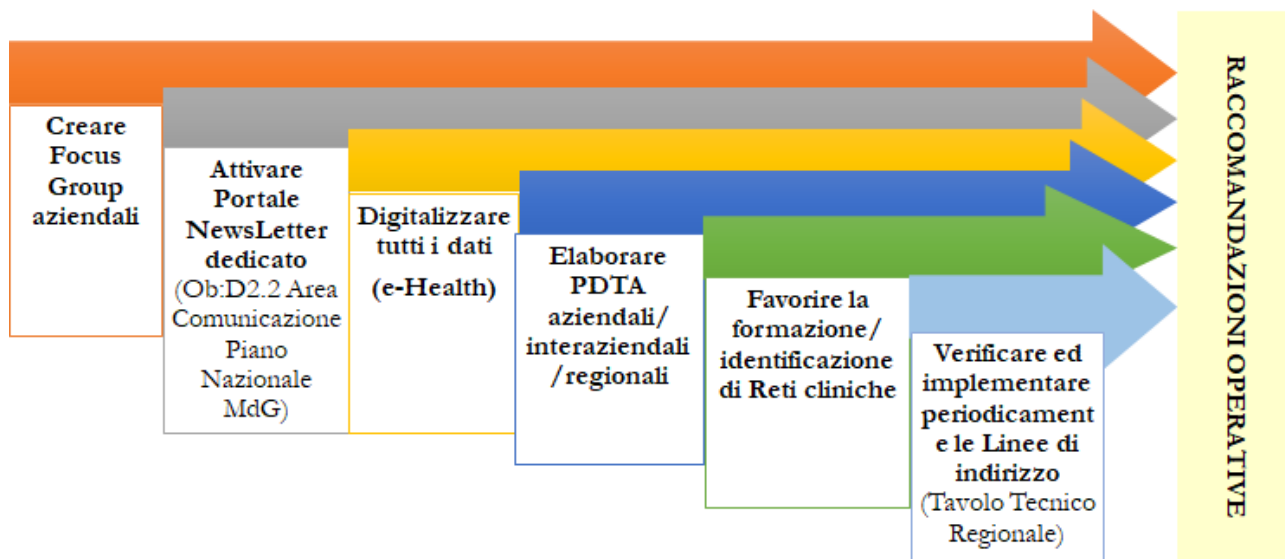 Creare
Focus
Group
aziendali
Attivare
Portale
NewsLetter
dedicato
(Ob:D2.2 Area
Comunicazione
Piano
Nazionale
MdG)
Digitalizzare
tutti i dati
(e-Health)
Elaborare
PDTA
aziendali/
interaziendali
/regionali
Favorire la
formazione/
identificazione
di Reti cliniche
Verificare ed
implementare
periodicament
e le Linee di
indirizzo
(Tavolo Tecnico
Regionale)
RACCOMANDAZIONI OPERATIVE